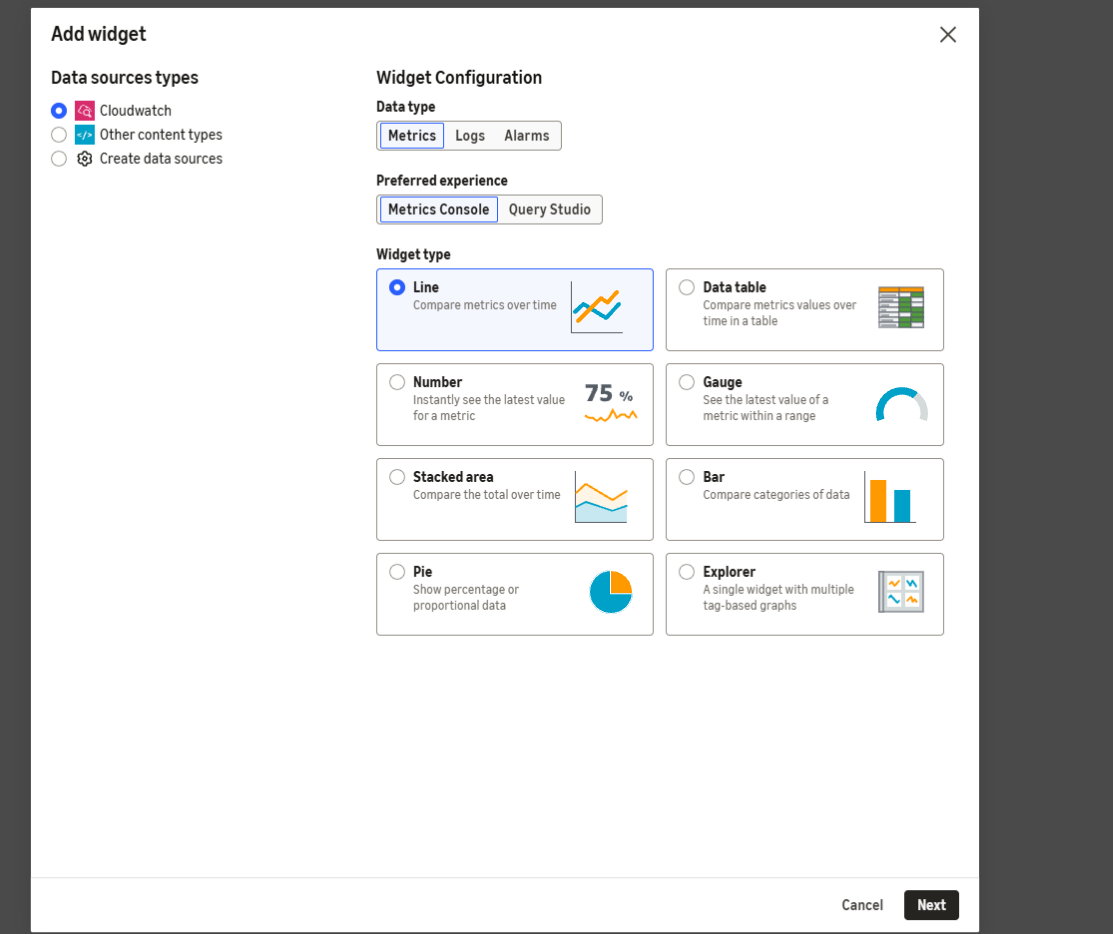 Add widget
Data sources types
Cloudwatch
Other content types
Create data sources
Widget Configuration
Data type
Metrics Logs Alarms
Preferred experience
Metrics Console Query Studio
Widget type
Line
Compare metrics over time
Data table
Compare metrics values over
time in a table
Number
Instantly see the latest value
for a metric
75 %
Gauge
See the latest value of a
metric within a range
Stacked area
Compare the total over time
Bar
Compare categories of data
Pie
Show percentage or
proportional data
Explorer
A single widget with multiple
tag-based graphs
Cancel Next